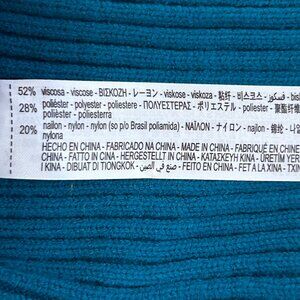 52% viscosa - viscose - ΒΙΣΚΟΖΗ - レーヨン - viskose - viskoza - 粘纤 - 비스코스 - فسكوز
28% poliéster - polyester - poliestere - ΠΟΛΥΕΣΤΕΡΑΣ - ポリエステル - poliester - 聚酯纤维
polióster - poliesterra
20% nailon - nylon - nylon (so p/o Brasil poliamida) - ΝΑΪΛΟΝ - ナイロン - najlon - 锦纶
nylona
HECHO EN CHINA - FABRICADO NA CHINA - MADE IN CHINA - FABRIQUÉ EN CHINE
CHINA - FATTO IN CINA - HERGESTELLT IN CHINA - ΚΑΤΑΣΚΕΥΗ ΚΙΝΑ - ÜRETİM YERİ
KINA - DIBUAT DI TIONGKOK - صنع في الصين - FEITO EN CHINA - FET A LA XINA